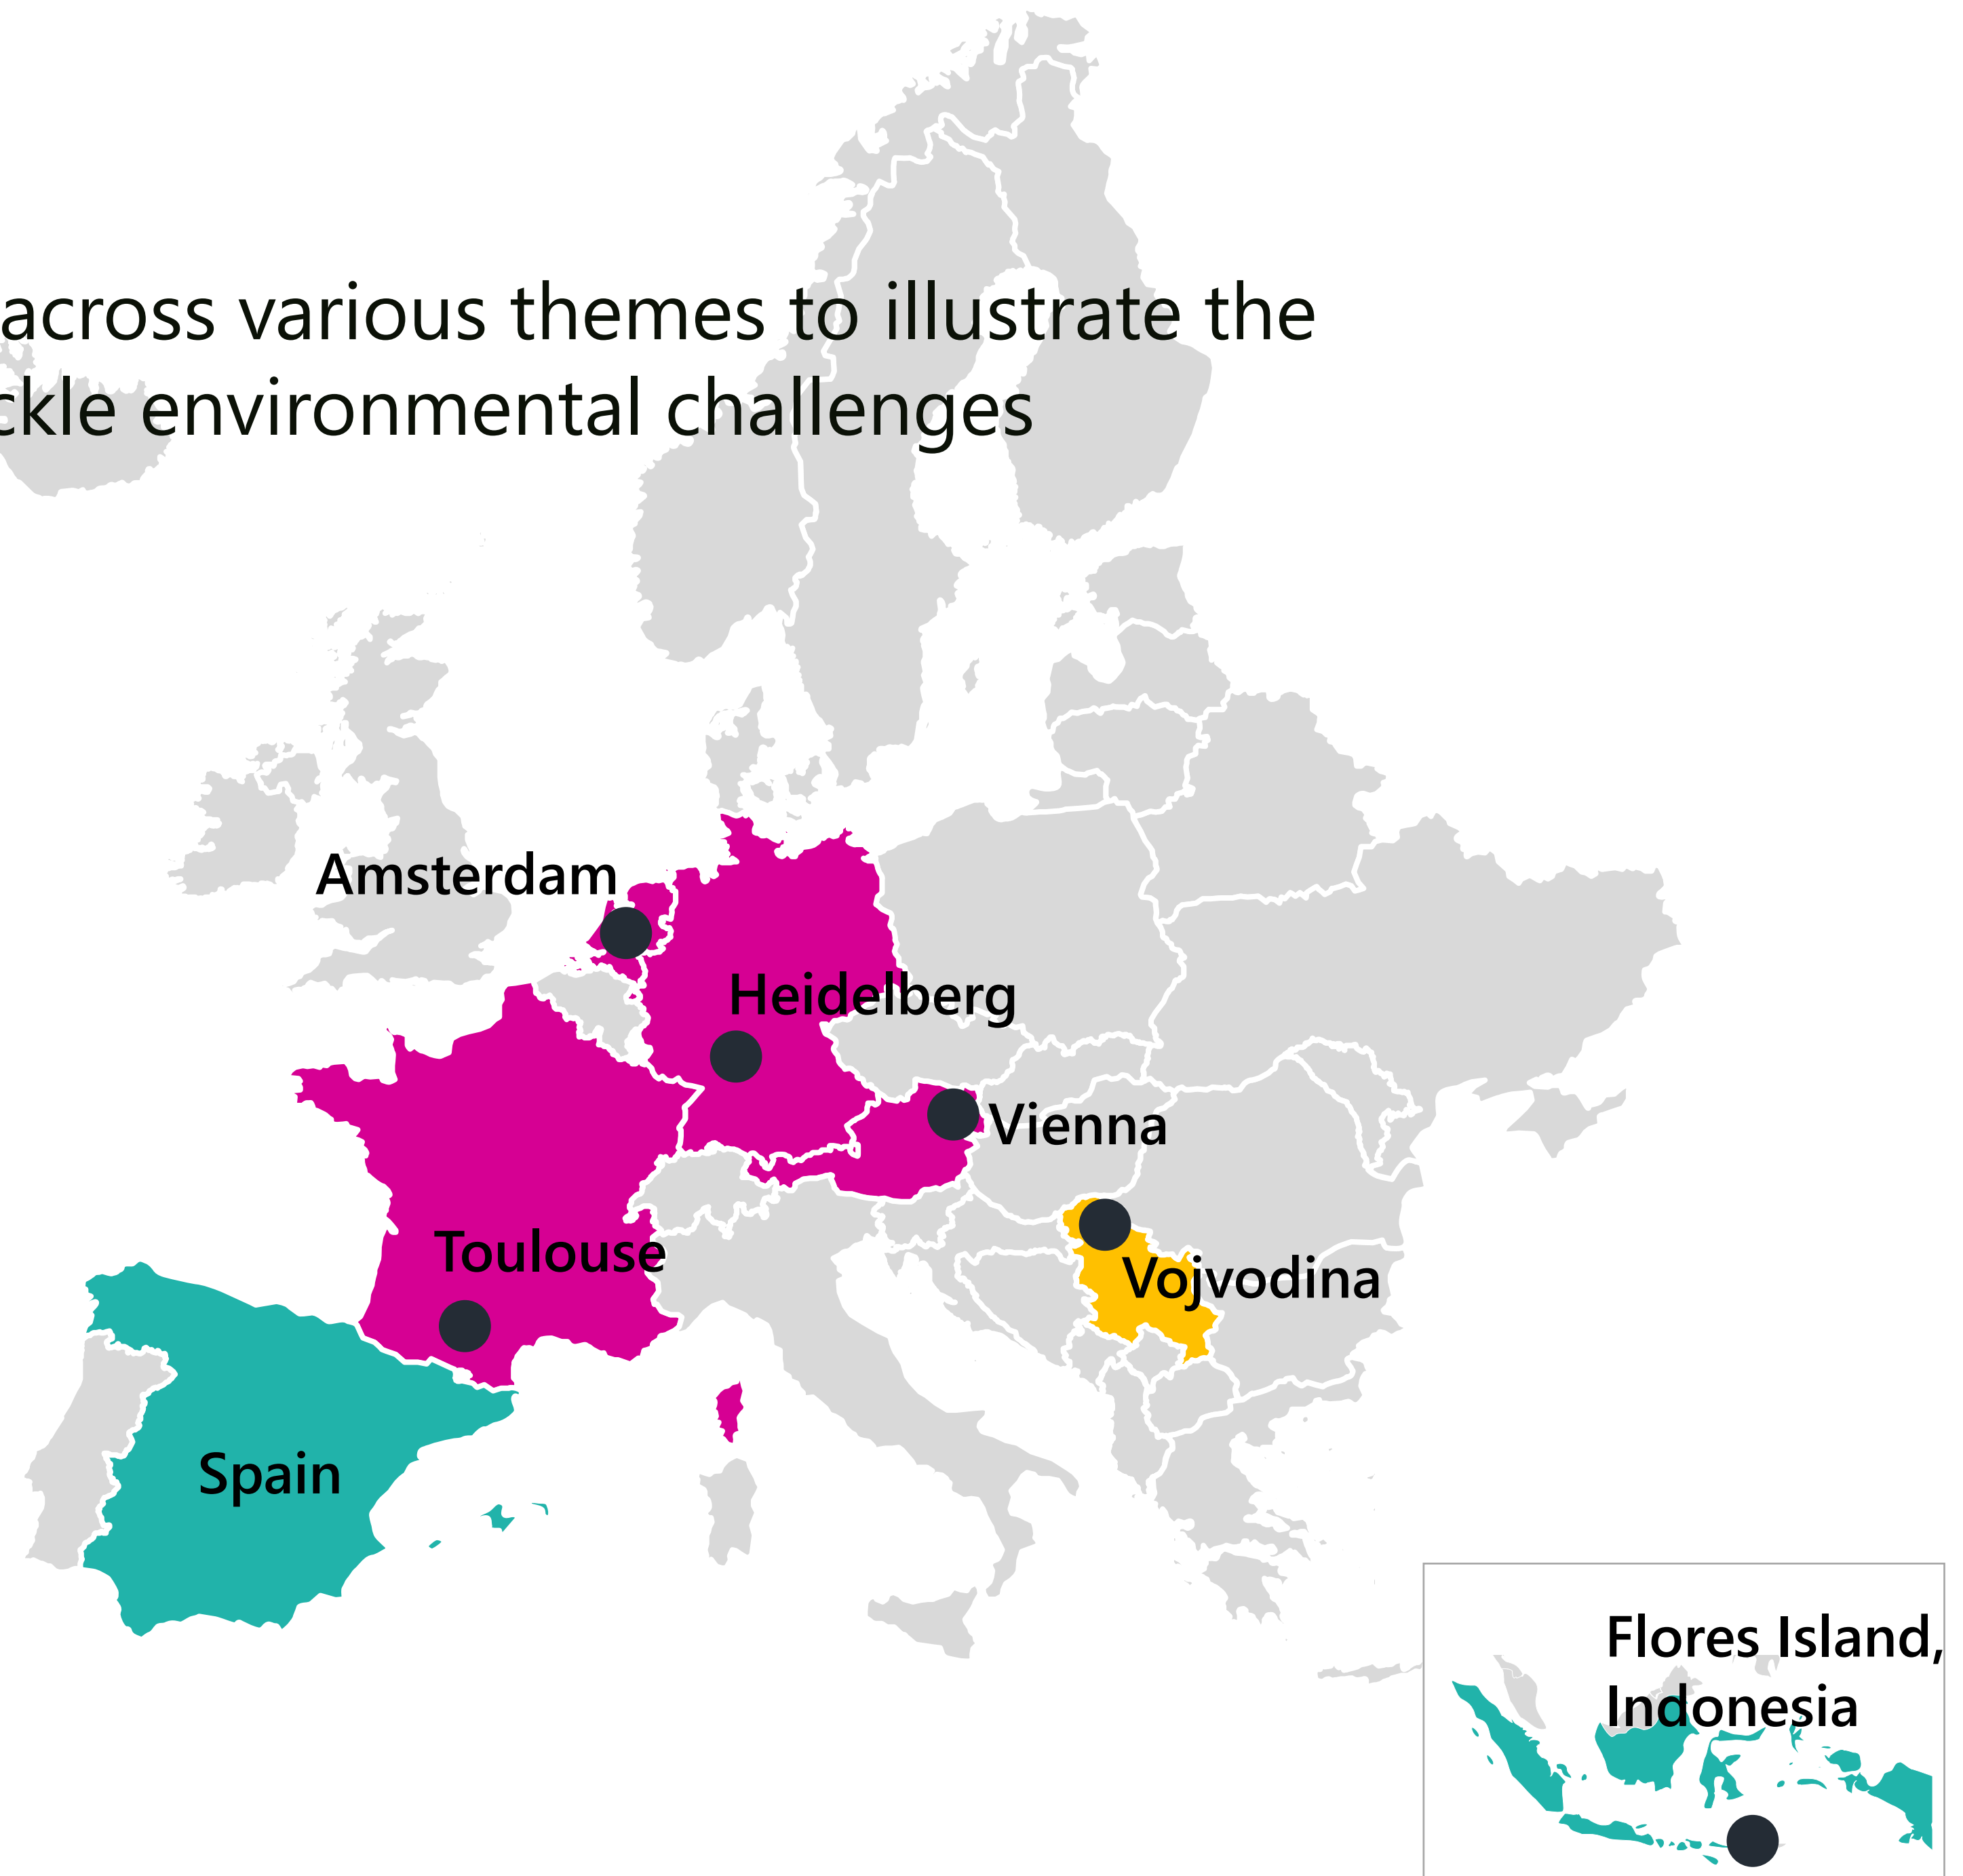 across various themes to illustrate the
ckle environmental challenges
Amsterdam
Heidelberg
Vienna
Toulouse
Vojvodina
Spain
Flores Island,
Indonesia